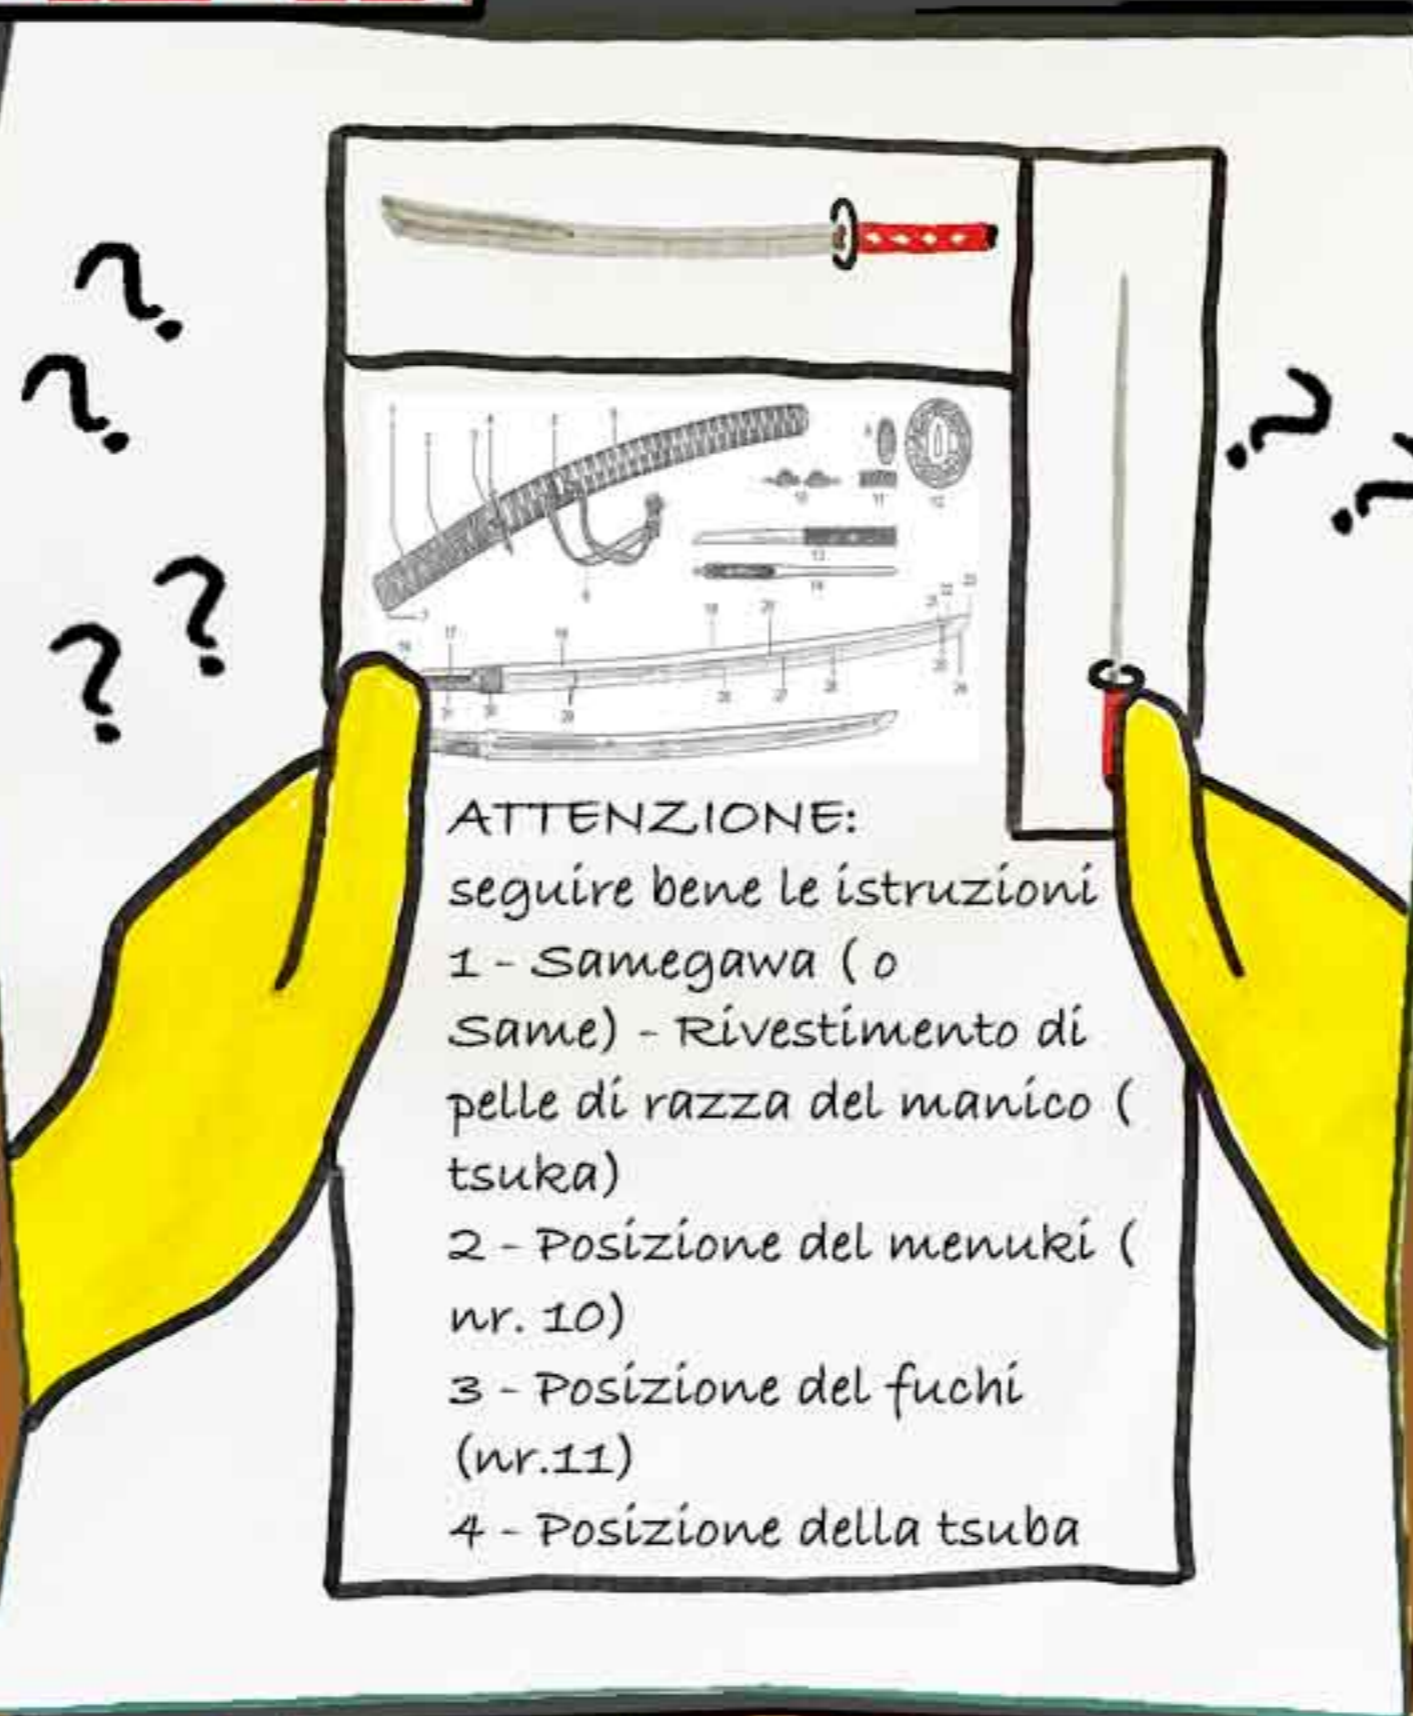 ATTENZIONE:
seguire bene le istruzioni
1 - Samegawa ( o
Same) - Rivestimento di
pelle di razza del manico (
tsuka)
2 - Posizione del menuki (
nr. 10)
3 - Posizione del fuchi
(nr.11)
4 - Posizione della tsuba